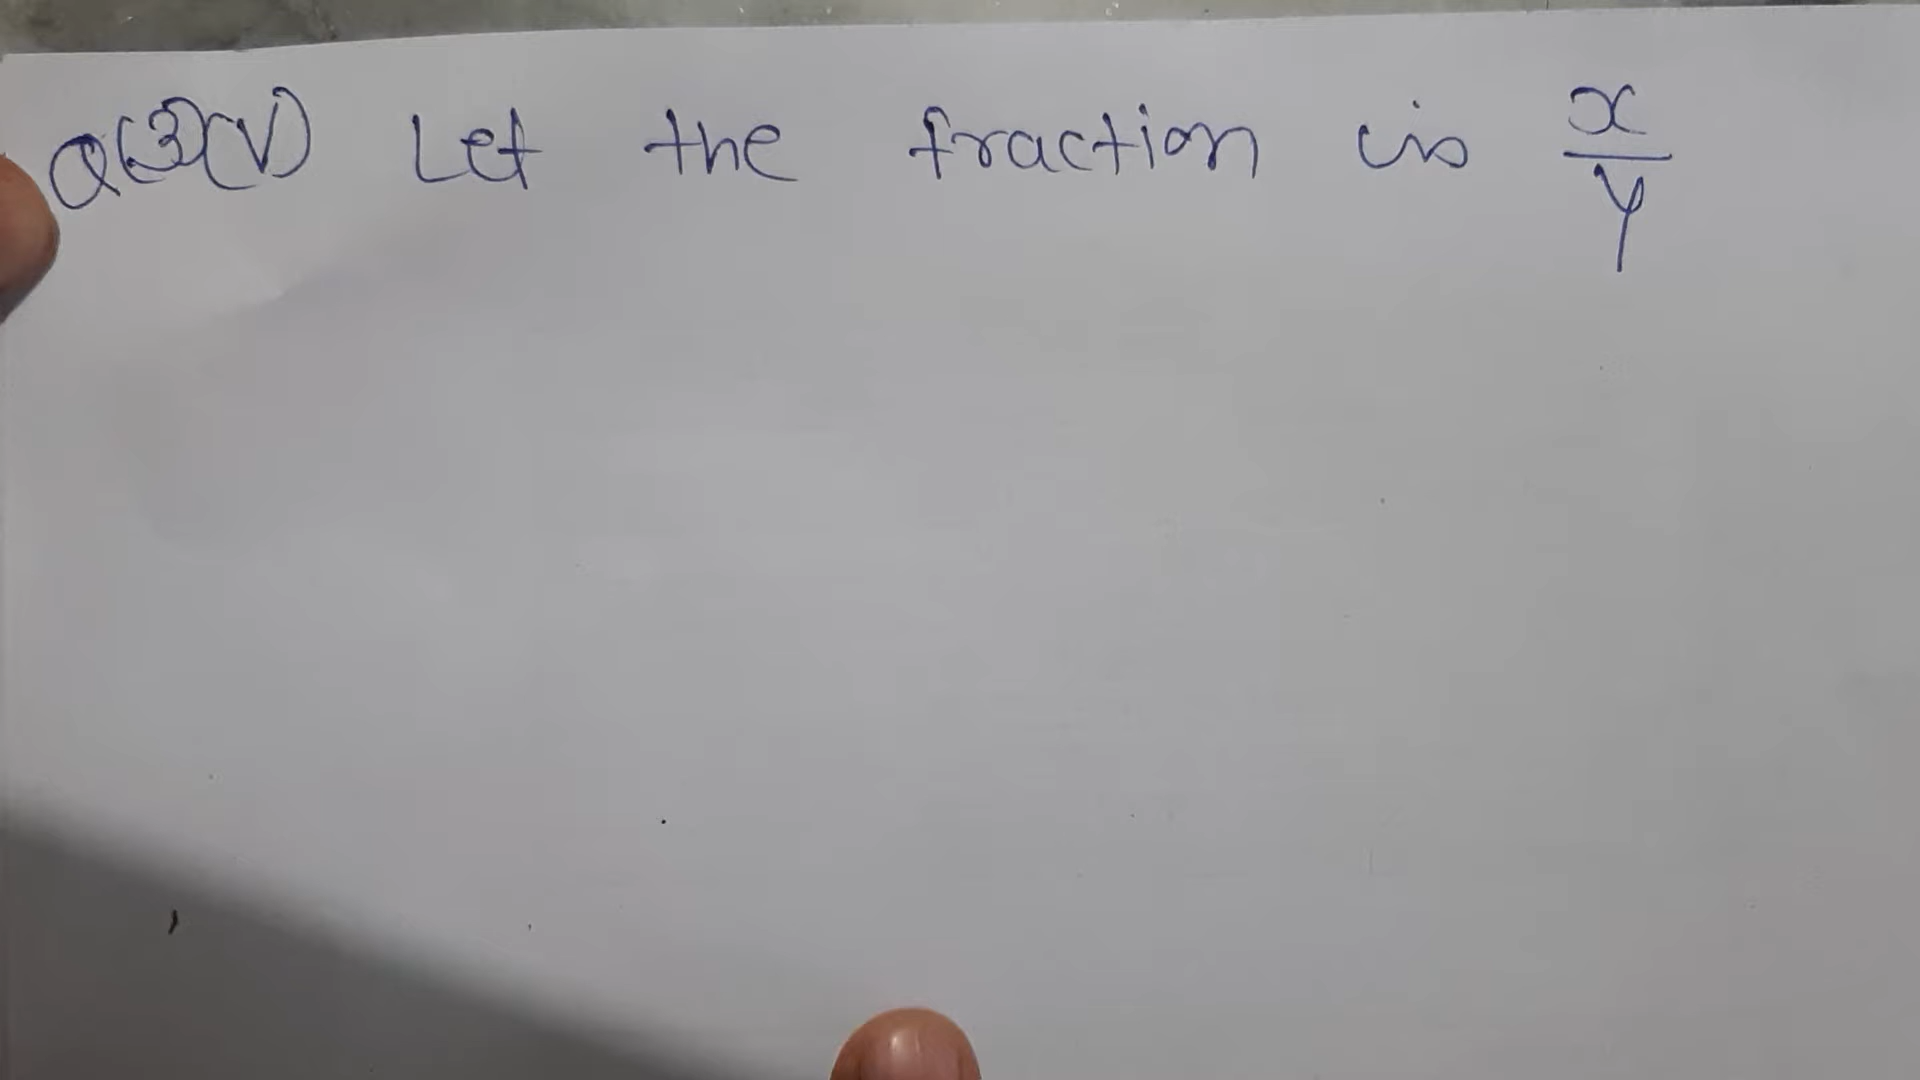 Q(3)(V) Let the fraction is x/y